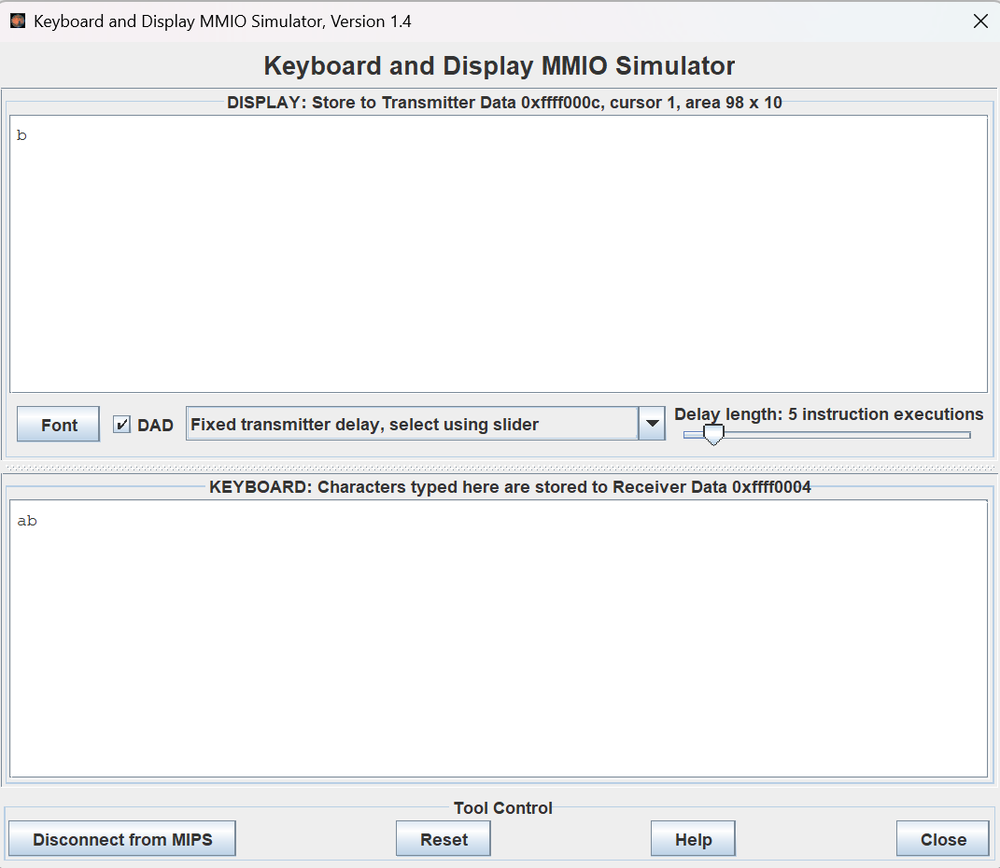 Keyboard and Display MMIO Simulator, Version 1.4
Keyboard and Display MMIO Simulator
DISPLAY: Store to Transmitter Data 0xffff000c, cursor 1, area 98 x 10
b
Font
DAD
Fixed transmitter delay, select using slider
Delay length: 5 instruction executions
KEYBOARD: Characters typed here are stored to Receiver Data 0xffff0004
ab
Tool Control
Disconnect from MIPS
Reset
Help
Close